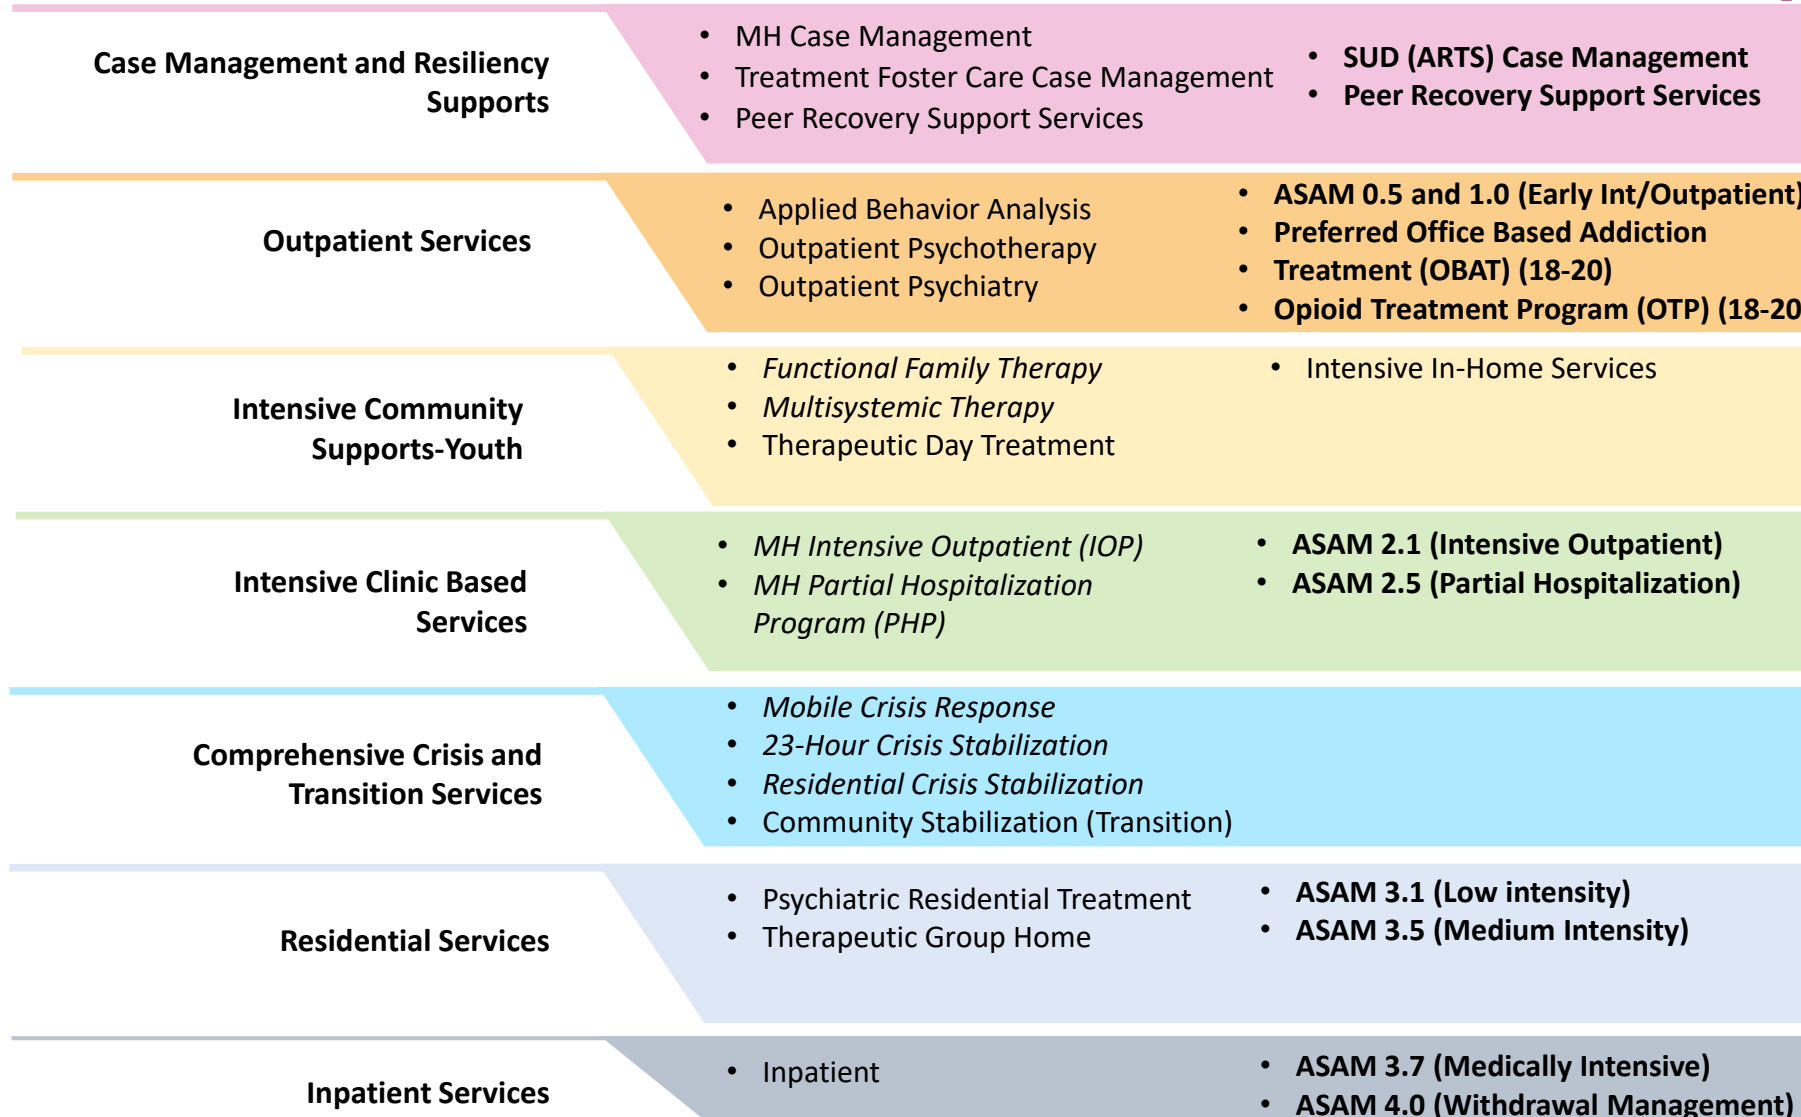 Case Management and Resiliency
Supports
• MH Case Management
• Treatment Foster Care Case Management
• Peer Recovery Support Services
• SUD (ARTS) Case Management
• Peer Recovery Support Services
Outpatient Services
• Applied Behavior Analysis
• Outpatient Psychotherapy
• Outpatient Psychiatry
• ASAM 0.5 and 1.0 (Early Int/Outpatient)
• Preferred Office Based Addiction
• Treatment (OBAT) (18-20)
• Opioid Treatment Program (OTP) (18-20
Intensive Community
Supports-Youth
• Functional Family Therapy
• Multisystemic Therapy
• Therapeutic Day Treatment
• Intensive In-Home Services
Intensive Clinic Based
Services
• MH Intensive Outpatient (IOP)
• MH Partial Hospitalization
Program (PHP)
• ASAM 2.1 (Intensive Outpatient)
• ASAM 2.5 (Partial Hospitalization)
Comprehensive Crisis and
Transition Services
• Mobile Crisis Response
• 23-Hour Crisis Stabilization
• Residential Crisis Stabilization
• Community Stabilization (Transition)
Residential Services
• Psychiatric Residential Treatment
• Therapeutic Group Home
• ASAM 3.1 (Low intensity)
• ASAM 3.5 (Medium Intensity)
Inpatient Services
• Inpatient
• ASAM 3.7 (Medically Intensive)
• ASAM 4.0 (Withdrawal Management)